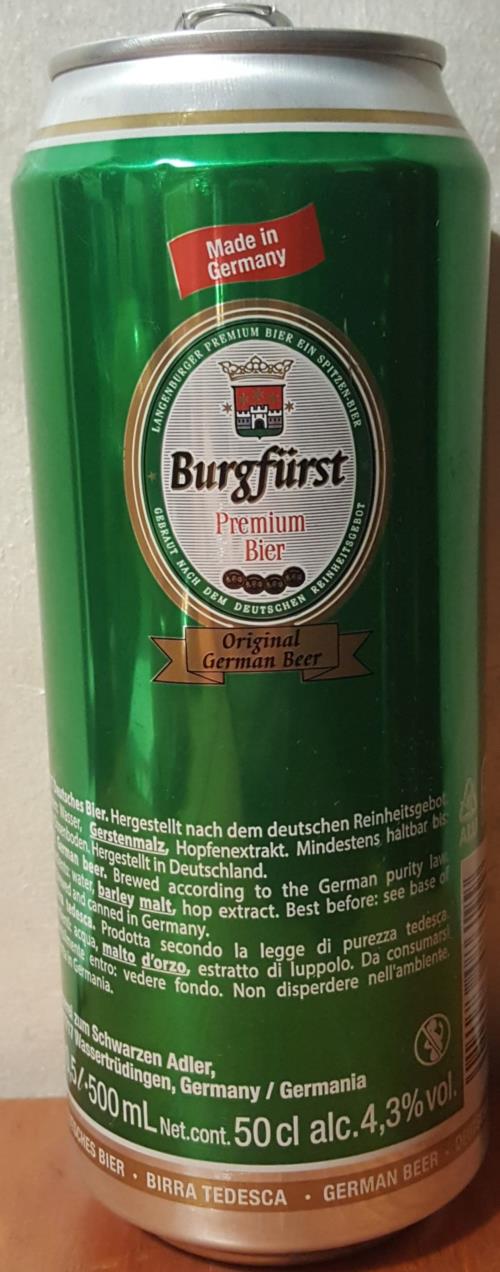 Made in
Germany
LANGENBURGER PREMIUM BIER EIN SPITZEN-BIER
Burgfürst
Premium
Bier
GEBRAUT NACH DEM DEUTSCHEN REINHEITSGEBOT
Original
German Beer
Deutsches Bier. Hergestellt nach dem deutschen Reinheitsgebot.
Wasser, Gerstenmalz, Hopfenextrakt. Mindestens haltbar bis:
Hergestellt in Deutschland.
beer. Brewed according to the German purity law.
water, barley malt, hop extract. Best before: see base of
and canned in Germany.
tedesca. Prodotta secondo la legge di purezza tedesca.
acqua, malto d'orzo, estratto di luppolo. Da consumarsi
entro: vedere fondo. Non disperdere nell'ambiente.
Germania.
zum Schwarzen Adler,
Wassertrüdingen, Germany / Germania
500 mL Net.cont. 50 cl alc. 4,3% vol.
BIER · BIRRA TEDESCA · GERMAN BEER ·